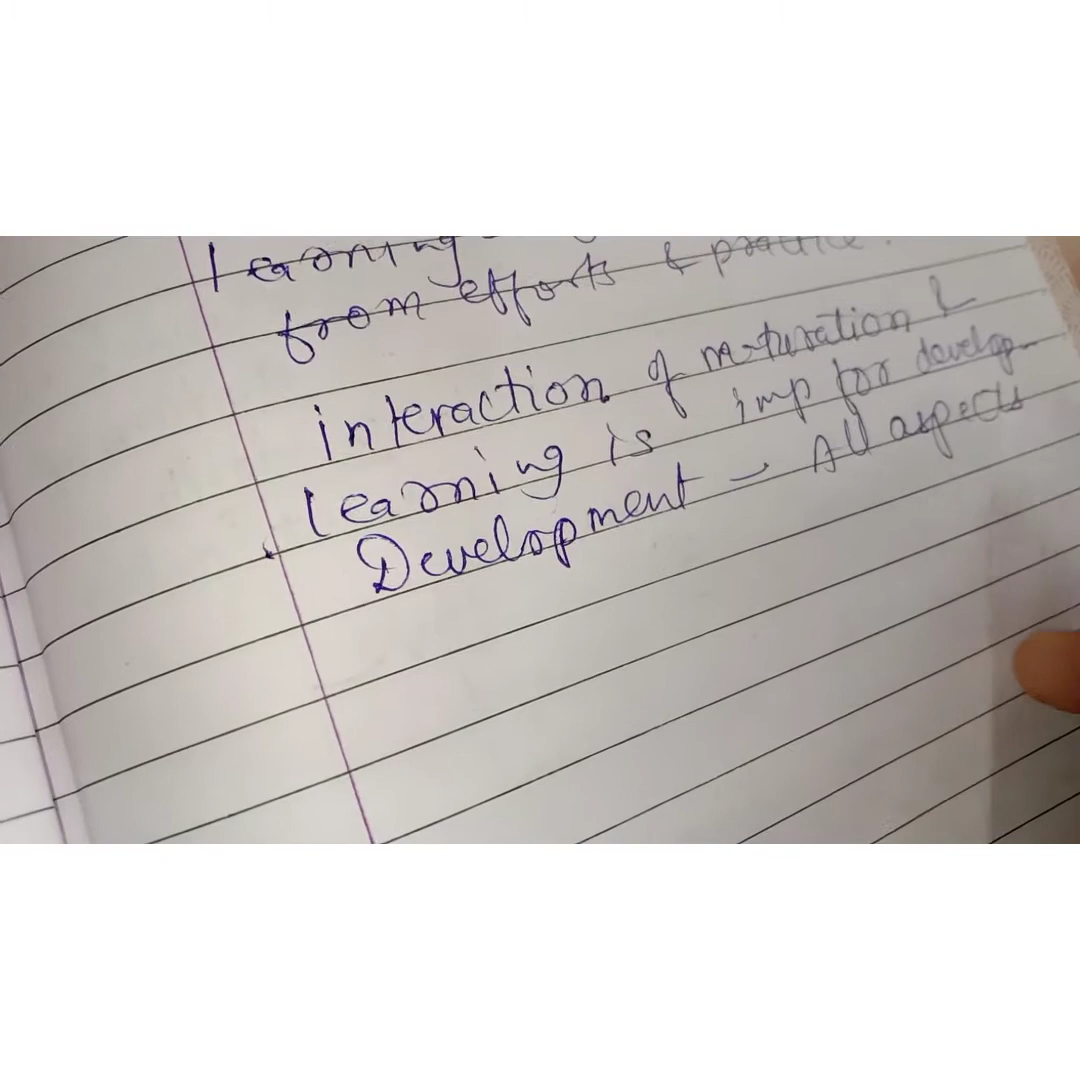 learning
from efforts & practice.
interaction of maturation &
learning is imp for develop-
Development - All aspects